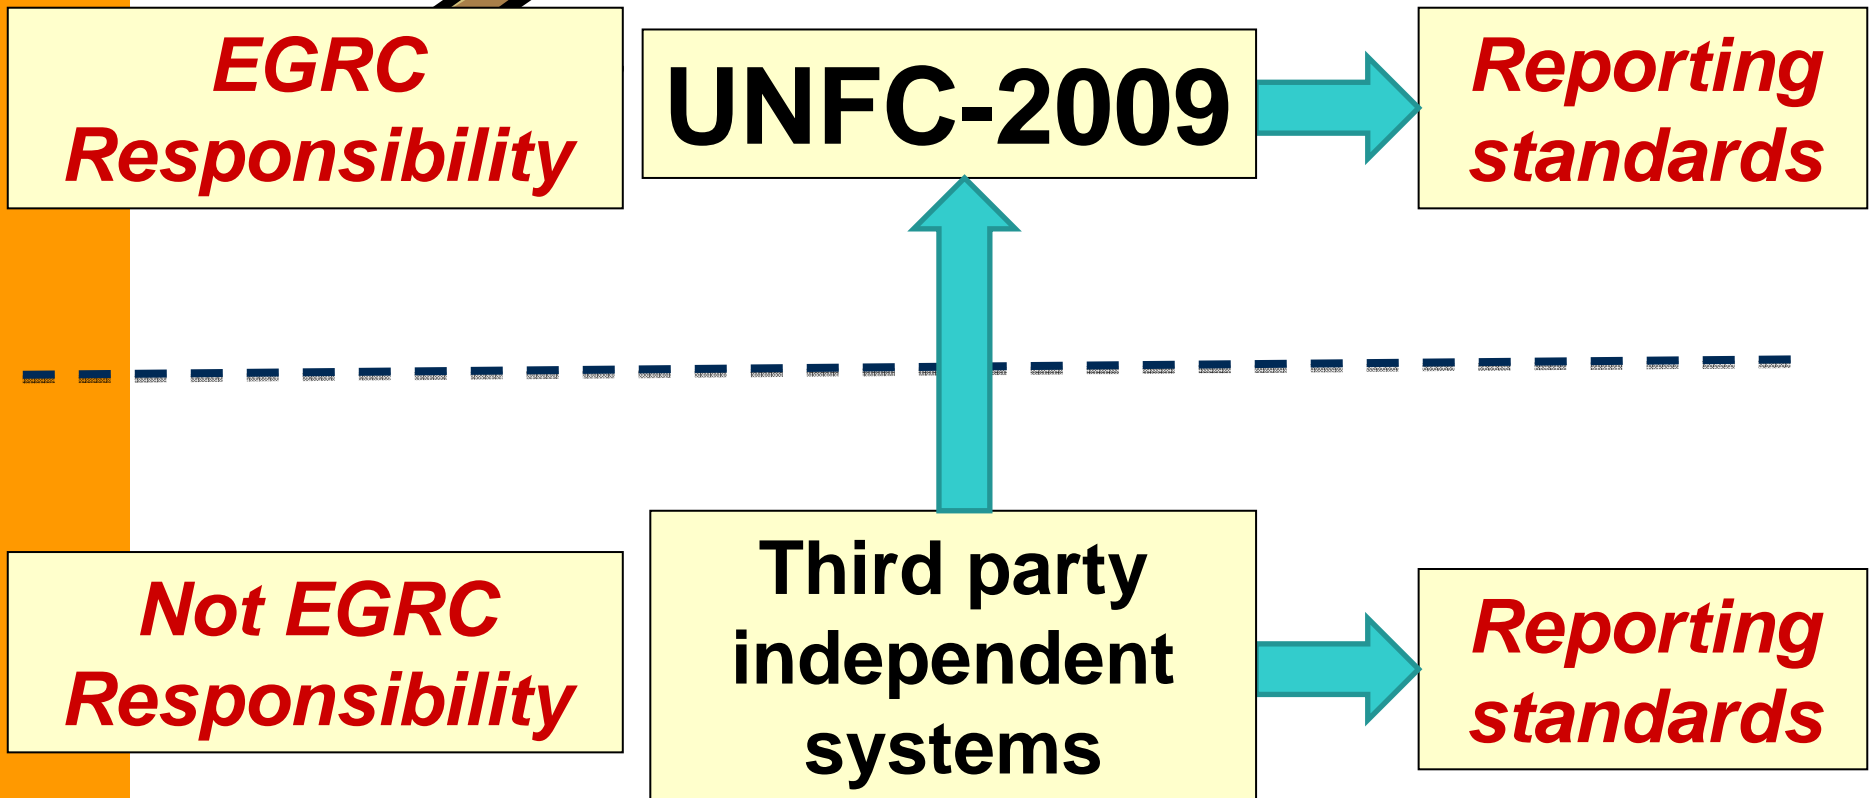 EGRC
Responsibility
UNFC-2009
Reporting
standards
Not EGRC
Responsibility
Third party
independent
systems
Reporting
standards